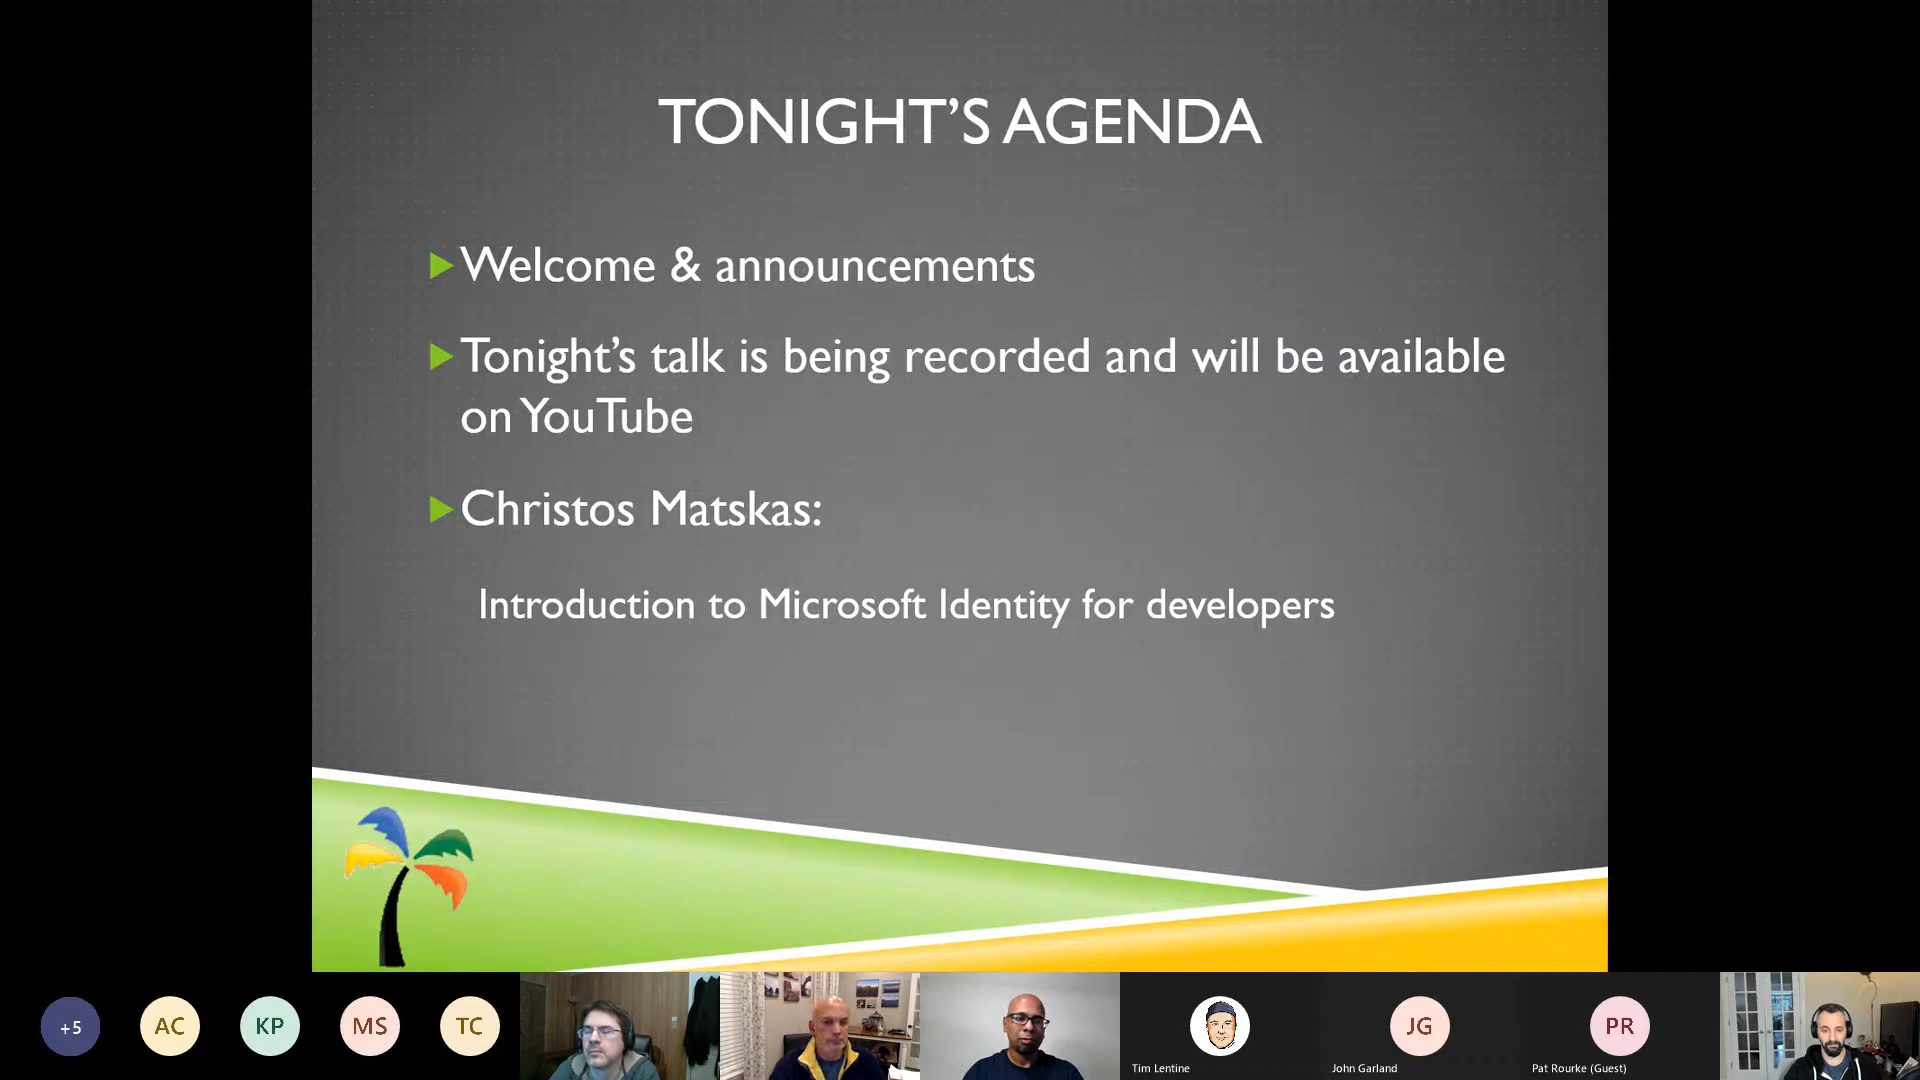 TONIGHT’S AGENDA
Welcome & announcements
Tonight’s talk is being recorded and will be available
on YouTube
Christos Matskas:
Introduction to Microsoft Identity for developers
+5
AC
KP
MS
TC
JG
PR
Tim Lentine
John Garland
Pat Rourke (Guest)